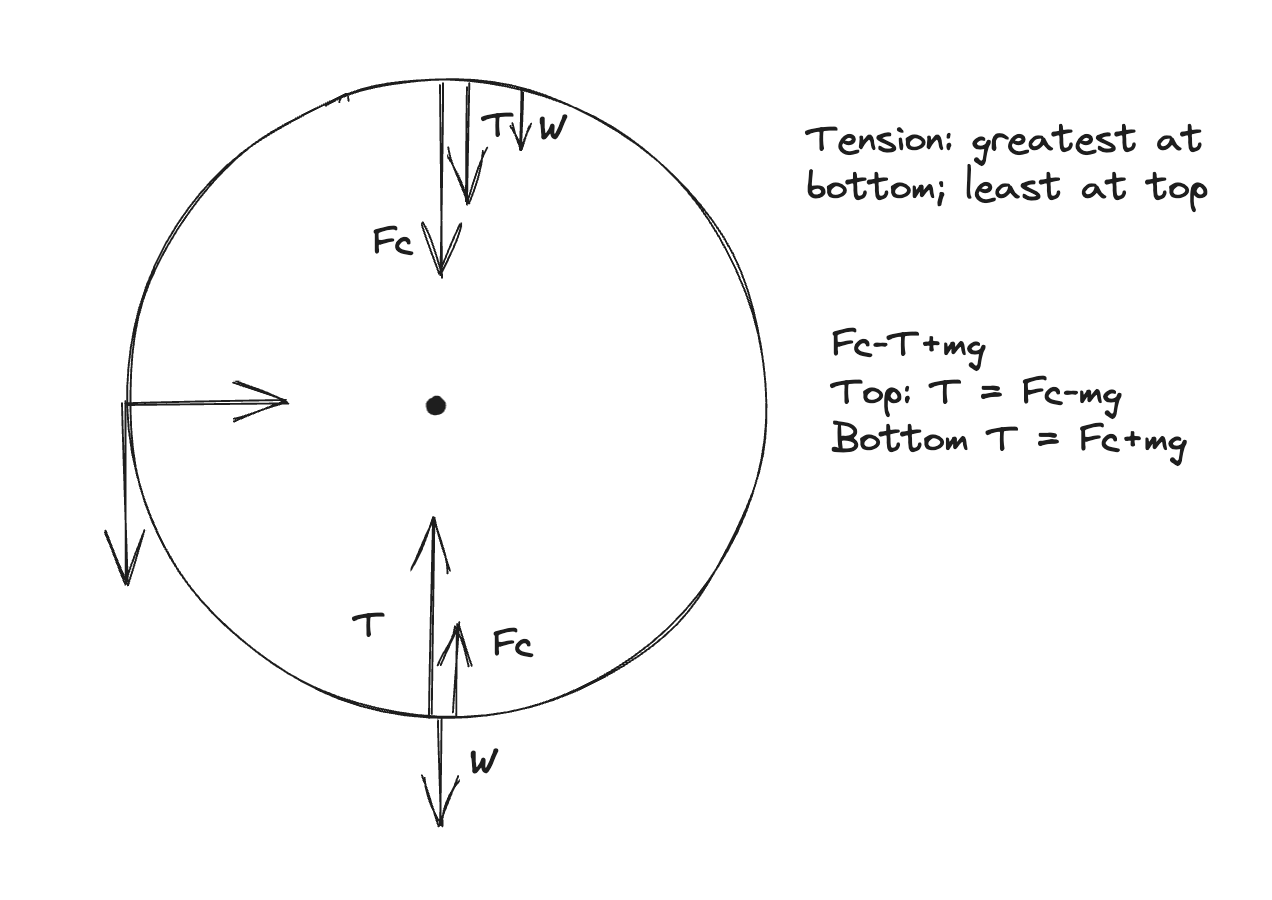 T W
Fc
Tension: greatest at
bottom; least at top
Fc-T+mg
Top: T = Fc-mg
Bottom T = Fc+mg
T
Fc
W